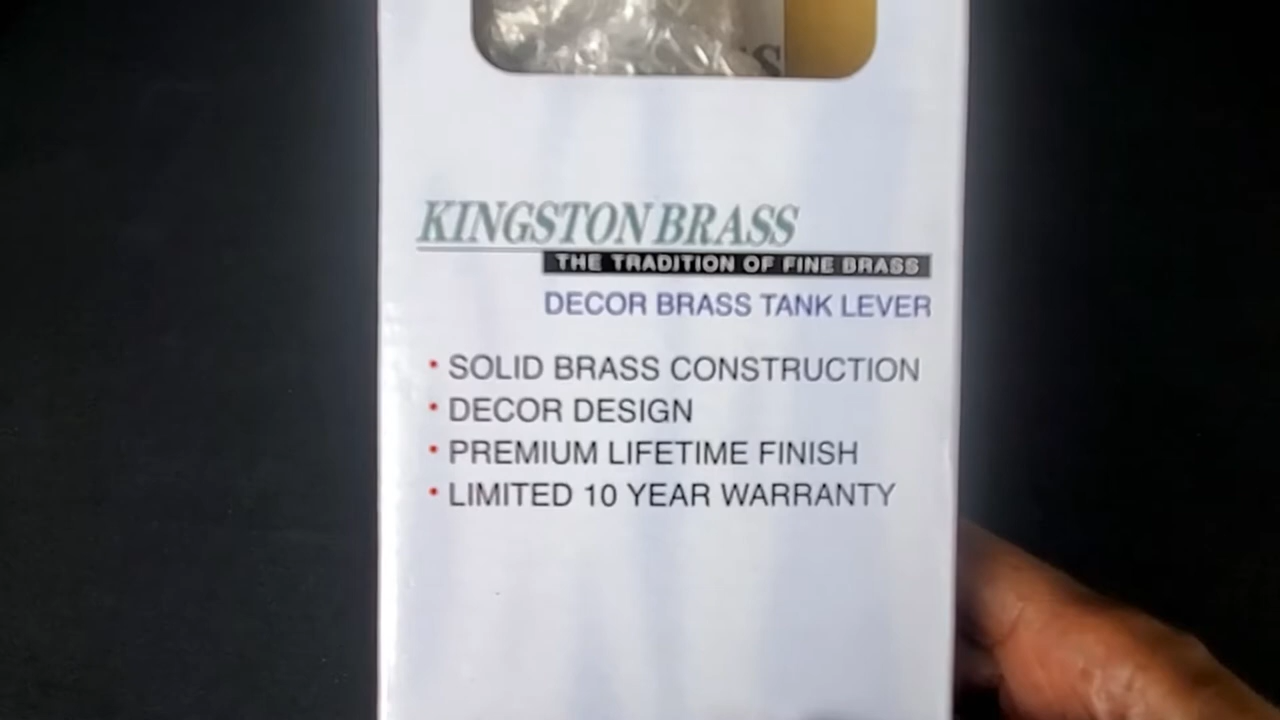 KINGSTON BRASS
THE TRADITION OF FINE BRASS
DECOR BRASS TANK LEVER
• SOLID BRASS CONSTRUCTION
• DECOR DESIGN
• PREMIUM LIFETIME FINISH
• LIMITED 10 YEAR WARRANTY